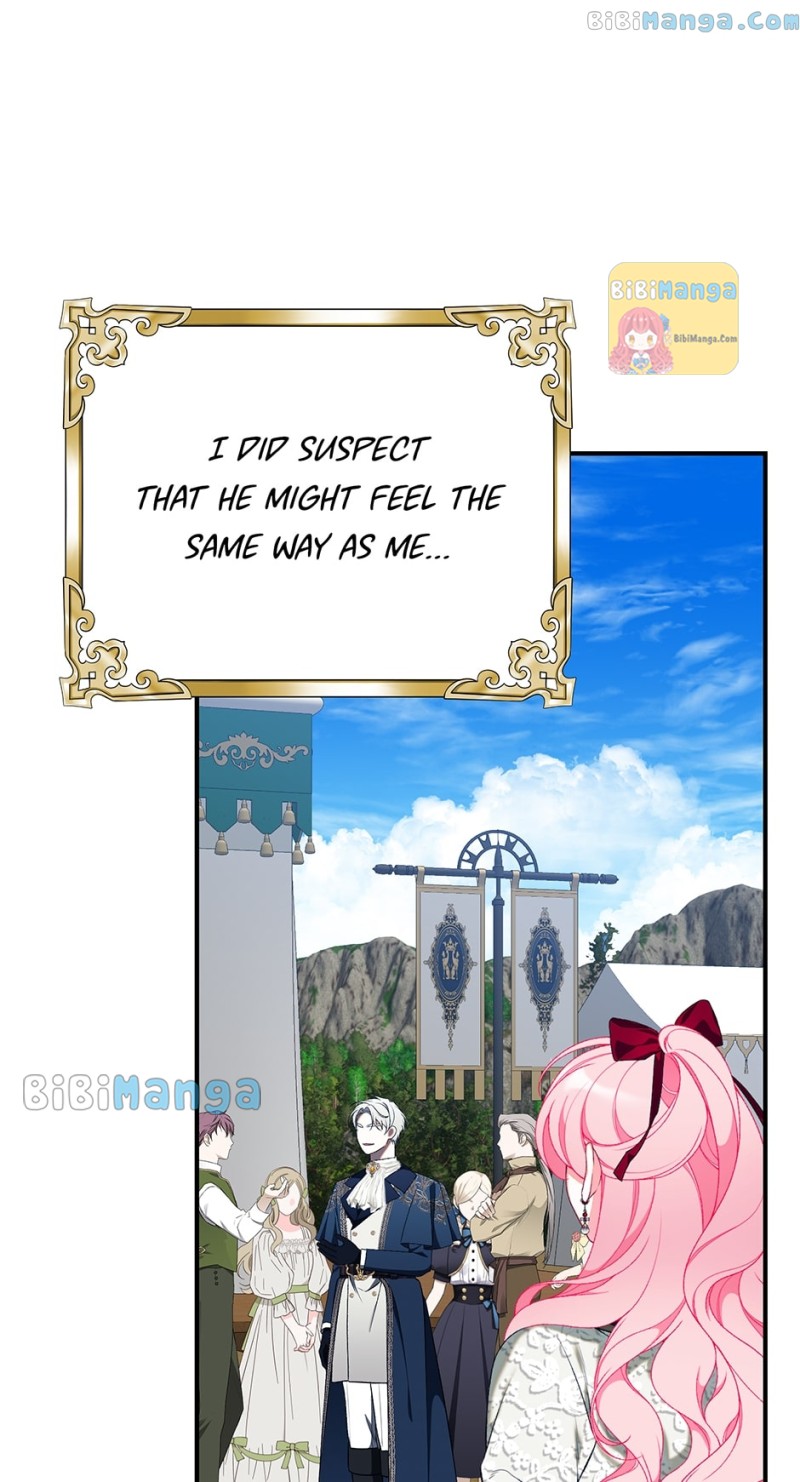 BiBiManga.Com
BiBiManga
BibiManga.Com
I DID SUSPECT
THAT HE MIGHT FEEL THE
SAME WAY AS ME...
BiBiManga